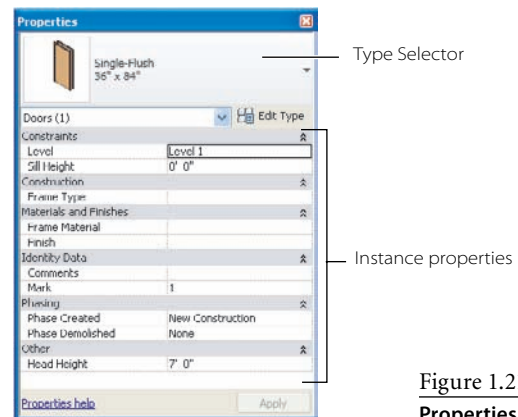 Properties
Single-Flush
36" x 84"
Type Selector
Doors (1)
Edit Type
Constraints
Level Level 1
Sill Height 0' 0"
Construction
Frame Type
Materials and Finishes
Frame Material
Finish
Identity Data
Comments
Mark 1
Instance properties
Phasing
Phase Created New Construction
Phase Demolished None
Other
Head Height 7' 0"
Properties help
Apply
Figure 1.2
Properties